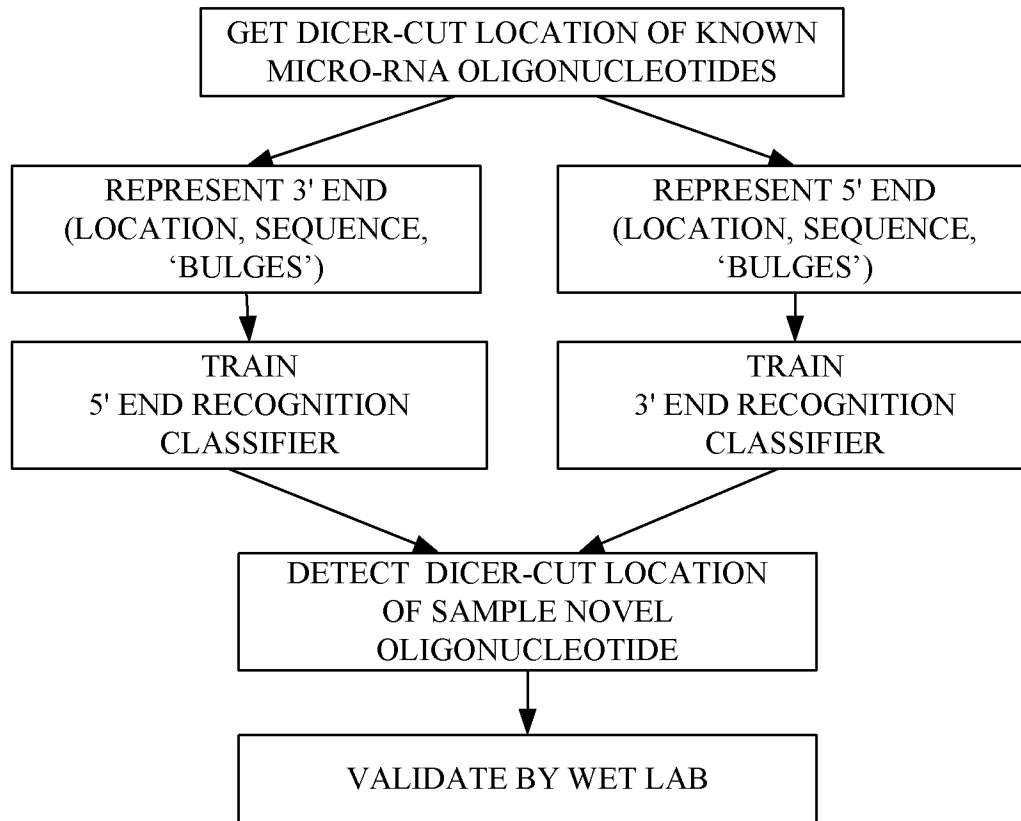 GET DICER-CUT LOCATION OF KNOWN
MICRO-RNA OLIGONUCLEOTIDES
REPRESENT 3' END
(LOCATION, SEQUENCE,
‘BULGES’)
REPRESENT 5' END
(LOCATION, SEQUENCE,
‘BULGES’)
TRAIN
5' END RECOGNITION
CLASSIFIER
TRAIN
3' END RECOGNITION
CLASSIFIER
DETECT DICER-CUT LOCATION
OF SAMPLE NOVEL
OLIGONUCLEOTIDE
VALIDATE BY WET LAB